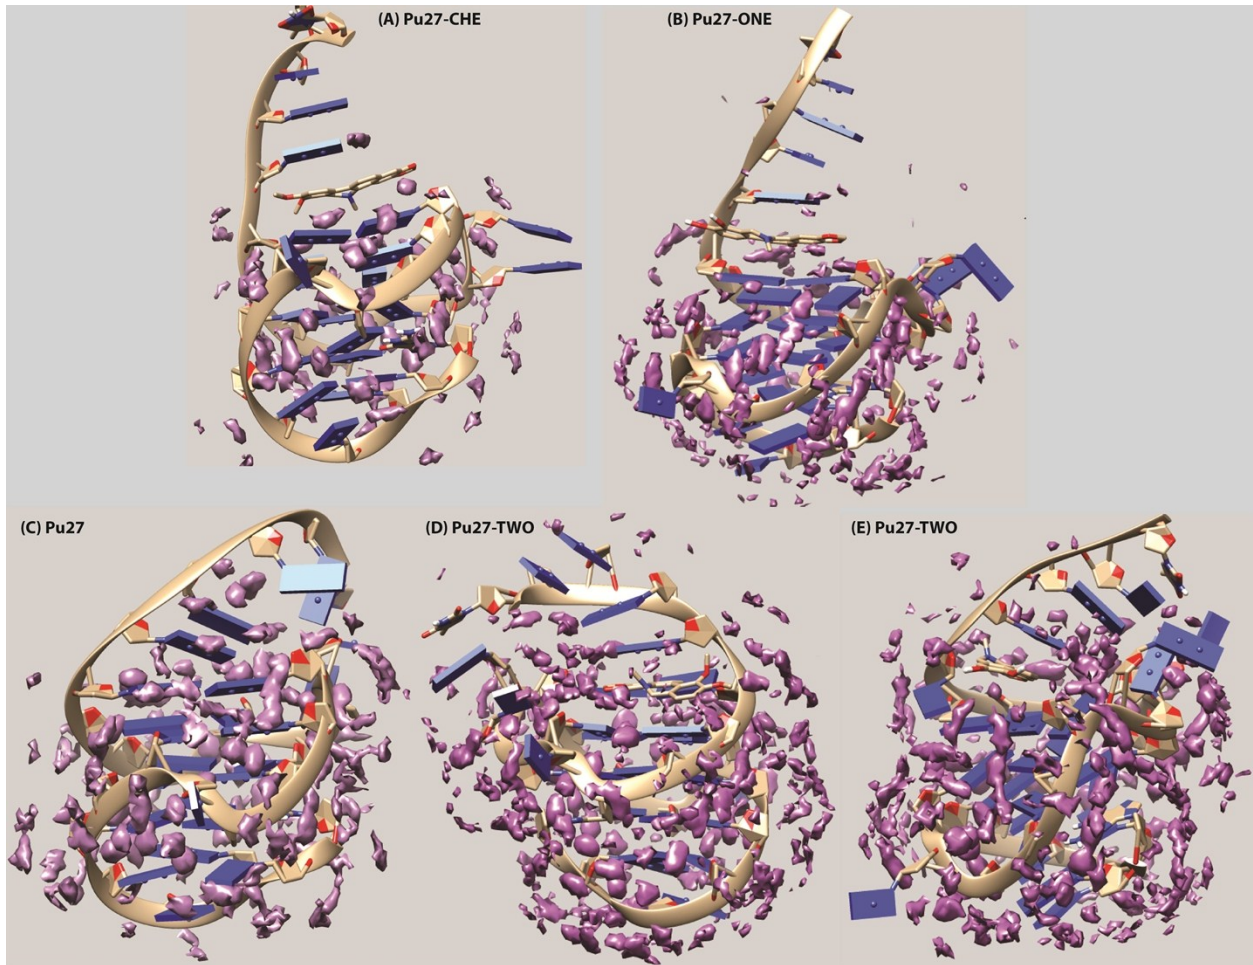 (A) Pu27-CHE
(B) Pu27-ONE
(C) Pu27
(D) Pu27-TWO
(E) Pu27-TWO